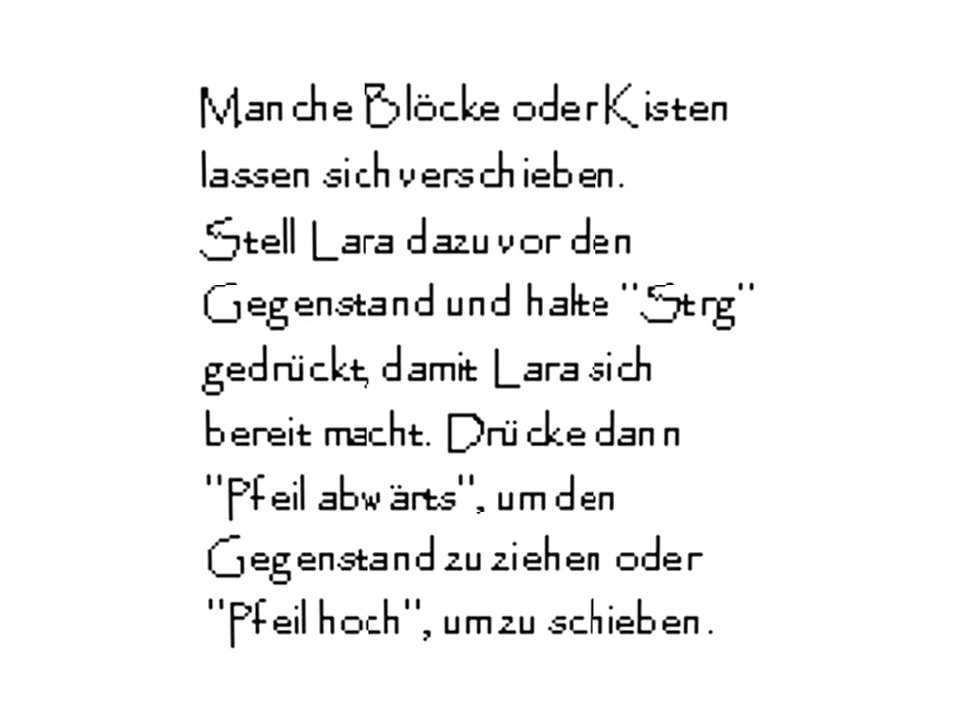 Manche Blöcke oder Kisten
lassen sich verschieben.
Stell Lara dazu vor den
Gegenstand und halte "Strg"
gedrückt, damit Lara sich
bereit macht. Drücke dann
"Pfeil abwärts", um den
Gegenstand zu ziehen oder
"Pfeil hoch", um zu schieben.